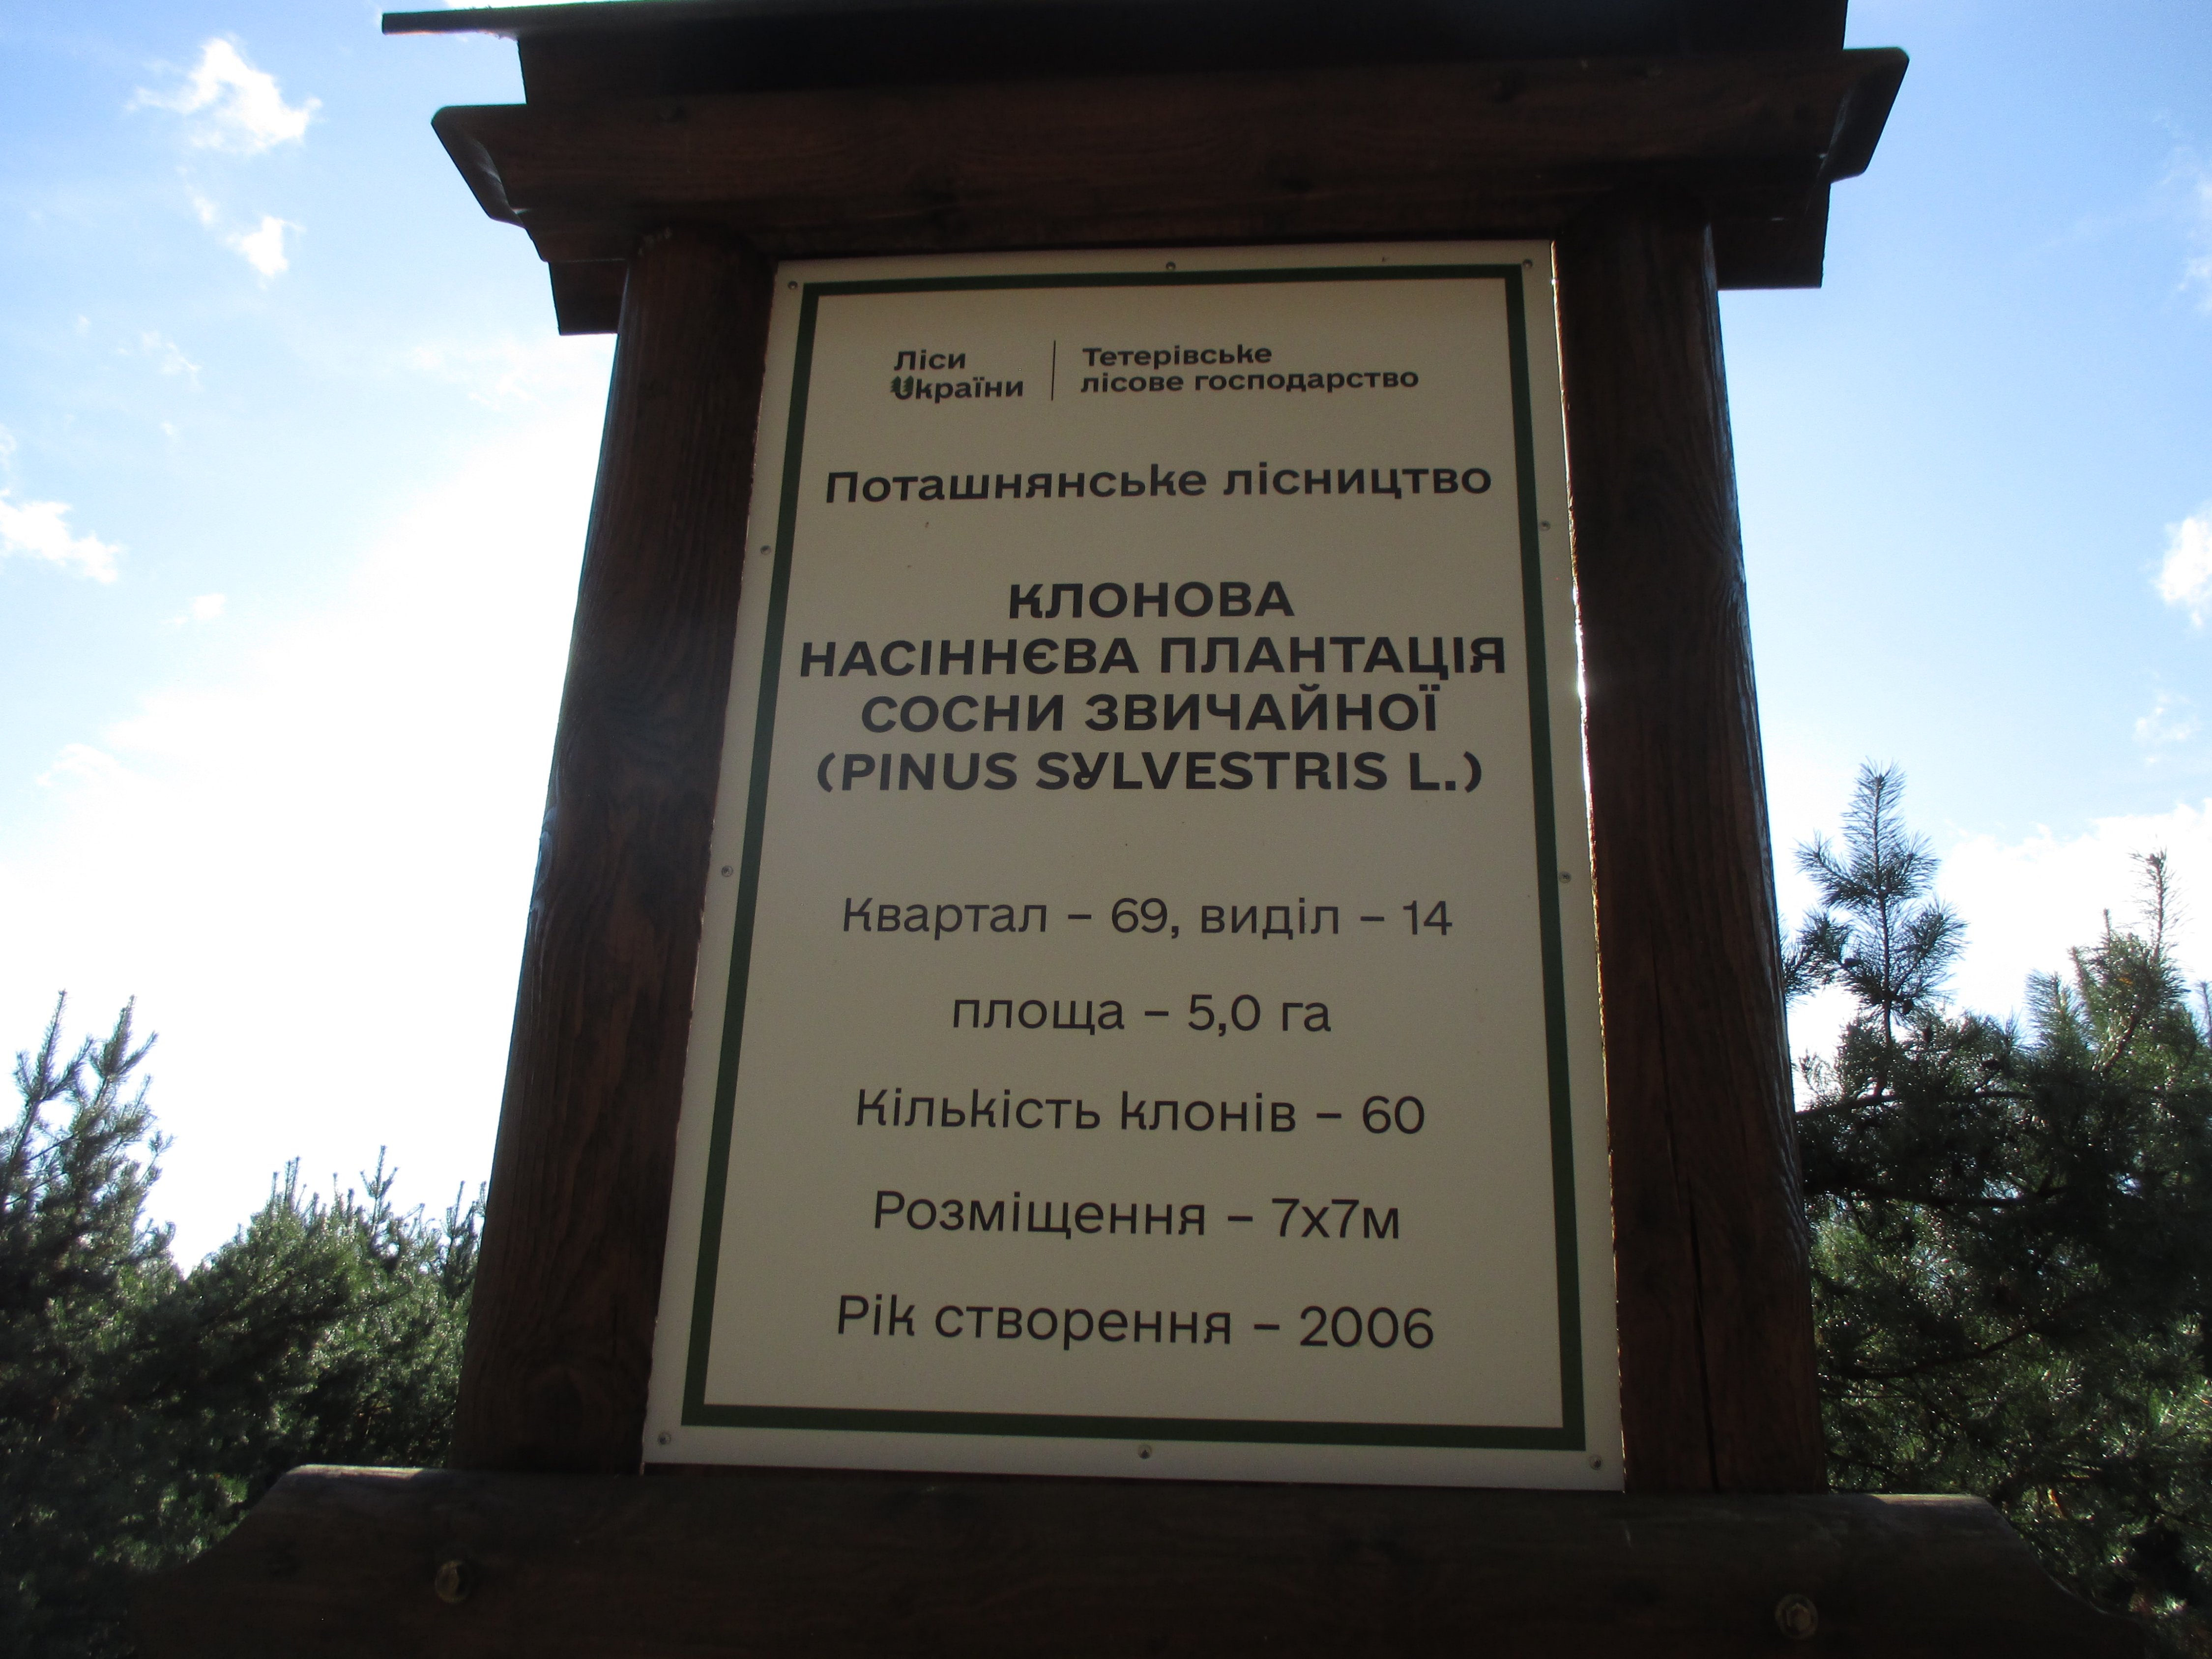 Ліси
Uкраїни
Тетерівське
лісове господарство
Поташнянське лісництво
КЛОНОВА
НАСІННЄВА ПЛАНТАЦІЯ
СОСНИ ЗВИЧАЙНОЇ
(PINUS SYLVESTRIS L.)
Квартал – 69, виділ – 14
площа – 5,0 га
Кількість клонів – 60
Розміщення – 7х7м
Рік створення – 2006